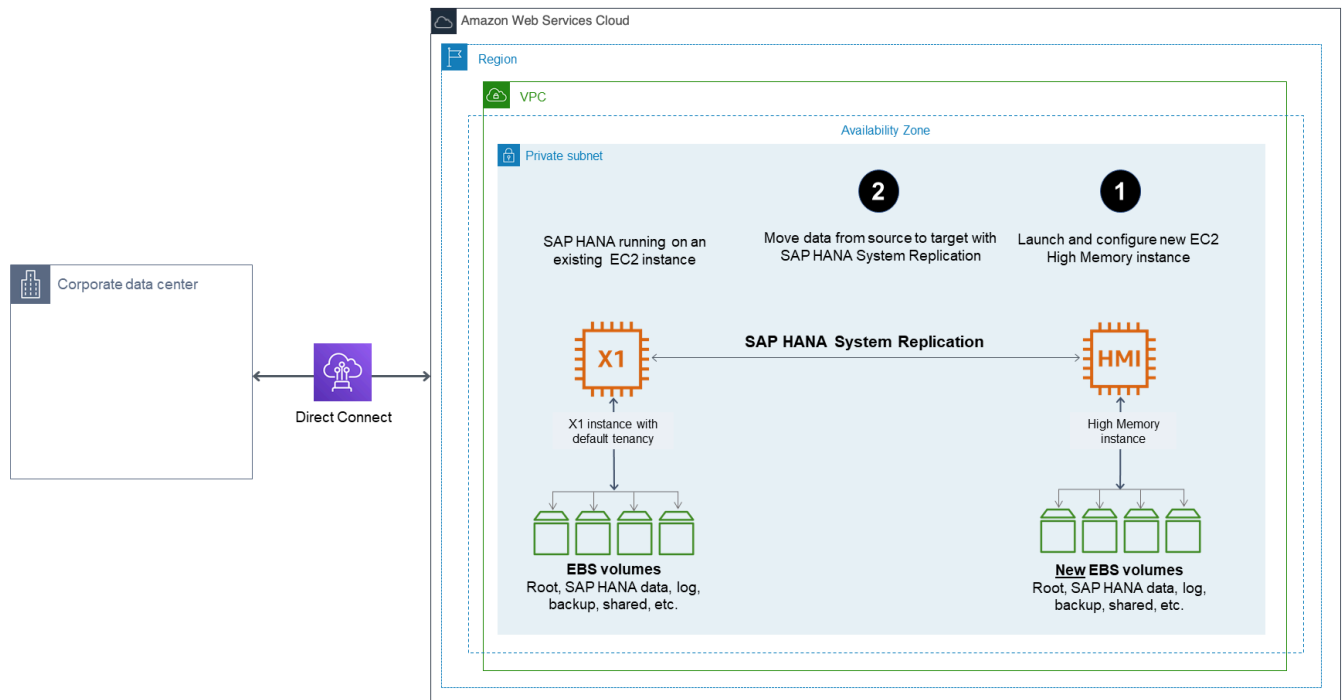 Amazon Web Services Cloud
Region
VPC
Availability Zone
Private subnet
2
1
SAP HANA running on an
existing EC2 instance
Move data from source to target with
SAP HANA System Replication
Launch and configure new EC2
High Memory instance
Corporate data center
Direct Connect
X1
SAP HANA System Replication
HMI
X1 instance with
default tenancy
High Memory
instance
EBS volumes
Root, SAP HANA data, log,
backup, shared, etc.
New EBS volumes
Root, SAP HANA data, log,
backup, shared, etc.